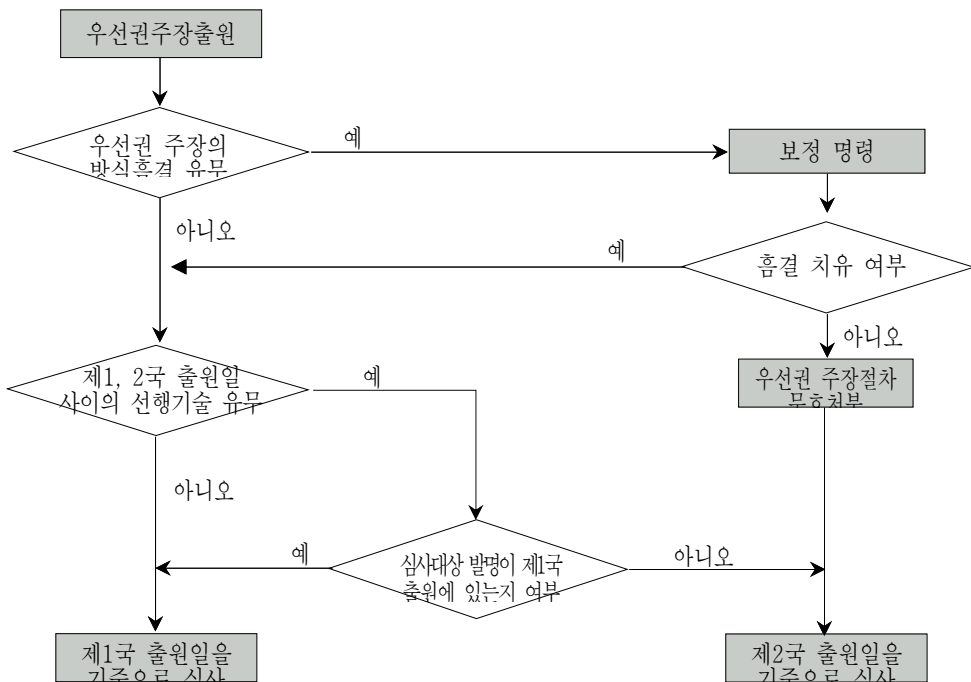 우선권주장출원
우선권 주장의
방식흠결 유무
예
보정 명령
아니오
예
흠결 치유 여부
아니오
제1, 2국 출원일
사이의 선행기술 유무
예
우선권 주장절차
무효처분
아니오
예
심사대상 발명이 제1국
출원에 있는지 여부
아니오
제1국 출원일을
기준으로 심사
제2국 출원일을
기준으로 심사